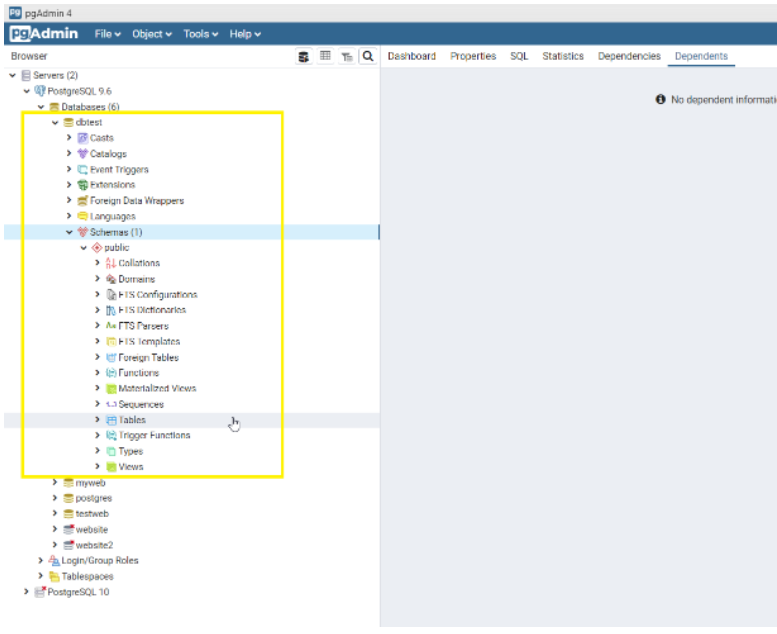 pgAdmin 4
pgAdmin File Object Tools Help
Browser
Dashboard Properties SQL Statistics Dependencies Dependents
Servers (2)
PostgreSQL 9.6
No dependent informati
Databases (6)
dbtest
Casts
Catalogs
Event Triggers
Extensions
Foreign Data Wrappers
Languages
Schemas (1)
public
Collations
Domains
FTS Configurations
FTS Dictionaries
FTS Parsers
FTS Templates
Foreign Tables
Functions
Materialized Views
Sequences
Tables
Trigger Functions
Types
Views
myweb
postgres
testweb
website
website2
Login/Group Roles
Tablespaces
PostgreSQL 10